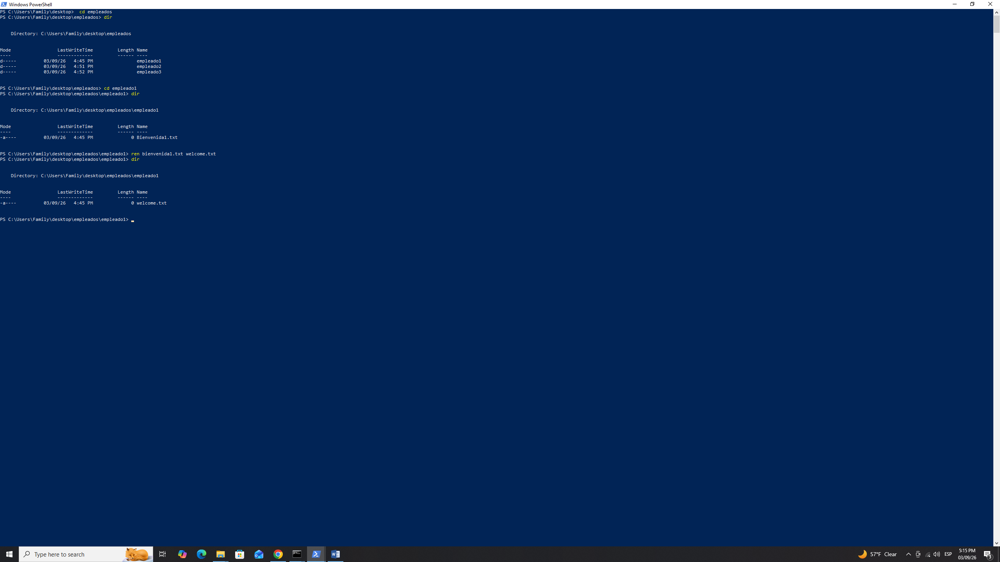 Windows PowerShell
PS C:\Users\Family\desktop>  cd empleados
PS C:\Users\Family\desktop\empleados> dir
    Directory: C:\Users\Family\desktop\empleados
Mode                 LastWriteTime         Length Name
----                 -------------         ------ ----
d-----          03/09/26   4:45 PM                empleado1
d-----          03/09/26   4:51 PM                empleado2
d-----          03/09/26   4:52 PM                empleado3
PS C:\Users\Family\desktop\empleados> cd empleado1
PS C:\Users\Family\desktop\empleados\empleado1> dir
    Directory: C:\Users\Family\desktop\empleados\empleado1
Mode                 LastWriteTime         Length Name
----                 -------------         ------ ----
-a----          03/09/26   4:45 PM              0 Bienvenida1.txt
PS C:\Users\Family\desktop\empleados\empleado1> ren bienvenida1.txt welcome.txt
PS C:\Users\Family\desktop\empleados\empleado1> dir
    Directory: C:\Users\Family\desktop\empleados\empleado1
Mode                 LastWriteTime         Length Name
----                 -------------         ------ ----
-a----          03/09/26   4:45 PM              0 welcome.txt
PS C:\Users\Family\desktop\empleados\empleado1>
Type here to search
57°F Clear
ESP
5:15 PM
03/09/26
3